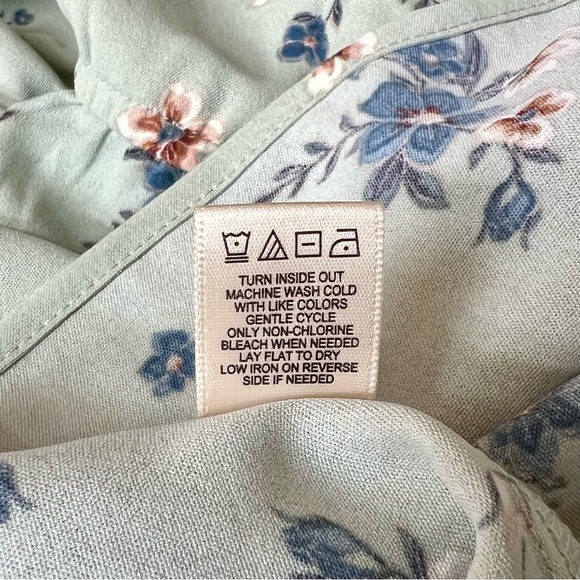 TURN INSIDE OUT
MACHINE WASH COLD
WITH LIKE COLORS
GENTLE CYCLE
ONLY NON-CHLORINE
BLEACH WHEN NEEDED
LAY FLAT TO DRY
LOW IRON ON REVERSE
SIDE IF NEEDED